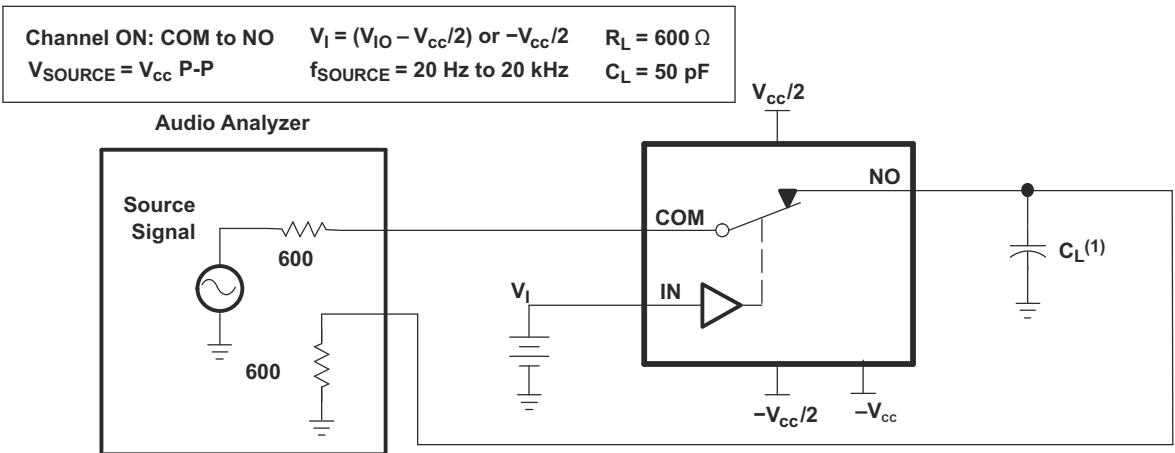 Channel ON: COM to NO V_I = (V_IO – V_cc/2) or −V_cc/2 R_L = 600 Ω
V_SOURCE = V_cc P-P f_SOURCE = 20 Hz to 20 kHz C_L = 50 pF
V_cc/2
Audio Analyzer
NO
Source
Signal
COM
600
C_L(1)
V_I
IN
600
−V_cc/2
–V_cc